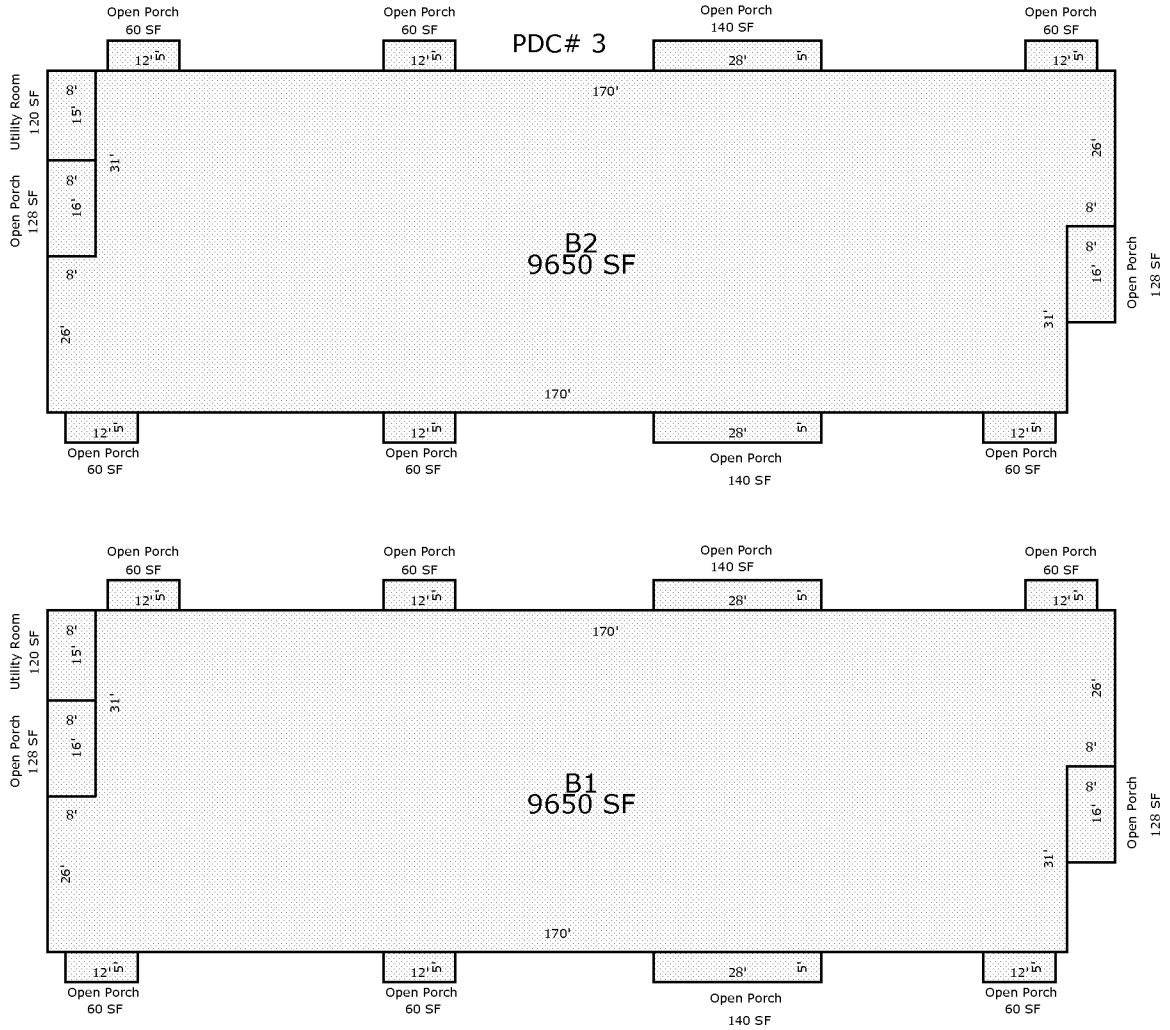 Open Porch
60 SF
Open Porch
60 SF
PDC# 3
Open Porch
140 SF
Open Porch
60 SF
12' 5'
12' 5'
28' 5'
12' 5'
Utility Room
120 SF
8'
15'
31'
170'
26'
Open Porch
128 SF
8'
16'
8'
B2
9650 SF
8'
16'
Open Porch
128 SF
8'
26'
31'
170'
12' 5'
12' 5'
28' 5'
12' 5'
Open Porch
60 SF
Open Porch
60 SF
Open Porch
140 SF
Open Porch
60 SF
Open Porch
60 SF
Open Porch
60 SF
Open Porch
140 SF
Open Porch
60 SF
12' 5'
12' 5'
28' 5'
12' 5'
Utility Room
120 SF
8'
15'
31'
170'
26'
Open Porch
128 SF
8'
16'
8'
B1
9650 SF
8'
16'
Open Porch
128 SF
8'
26'
31'
170'
12' 5'
12' 5'
28' 5'
12' 5'
Open Porch
60 SF
Open Porch
60 SF
Open Porch
140 SF
Open Porch
60 SF